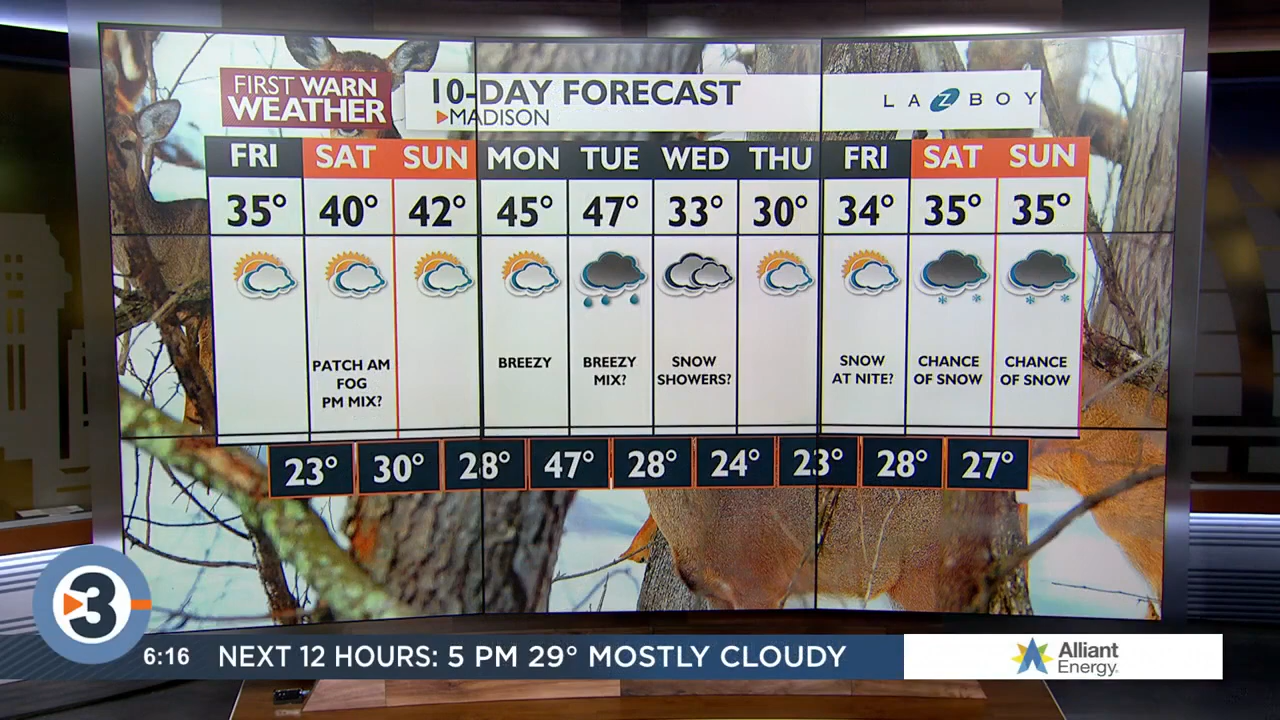 FIRST WARN
WEATHER
10-DAY FORECAST
MADISON
LA Z BOY
FRI SAT SUN MON TUE WED THU FRI SAT SUN
35° 40° 42° 45° 47° 33° 30° 34° 35° 35°
PATCH AM
FOG
PM MIX?
BREEZY
BREEZY
MIX?
SNOW
SHOWERS?
SNOW
AT NITE?
CHANCE
OF SNOW
CHANCE
OF SNOW
23° 30° 28° 47° 28° 24° 23° 28° 27°
3
6:16 NEXT 12 HOURS: 5 PM 29° MOSTLY CLOUDY
Alliant
Energy